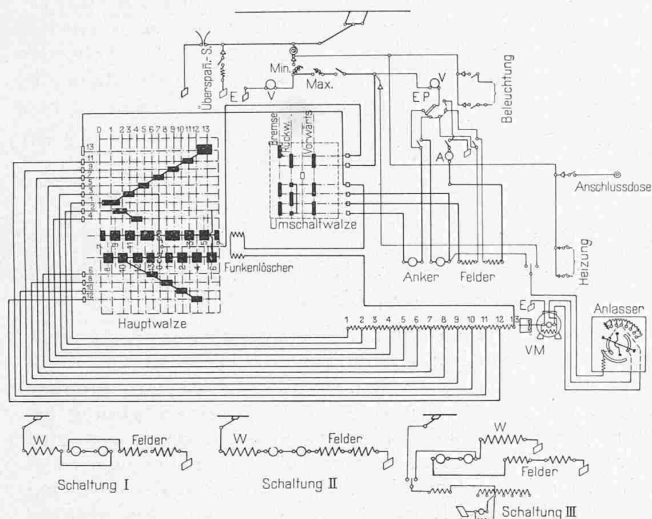 Überspañ.-S.
Min.
Max.
E
V
V
E P
A
Beleuchtung
Anschlussdose
Heizung
Bremse
Rückw.
Vorwärts
Umschaltwalze
0 1 2 3 4 5 6 7 8 9 10 11 12 13
13
11
Hauptwalze
Funkenlöscher
Anker
Felder
1 2 3 4 5 6 7 8 9 10 11 12 13
E
VM
Anlasser
W
Felder
Schaltung I
W
Felder
Schaltung II
W
Felder
Schaltung III